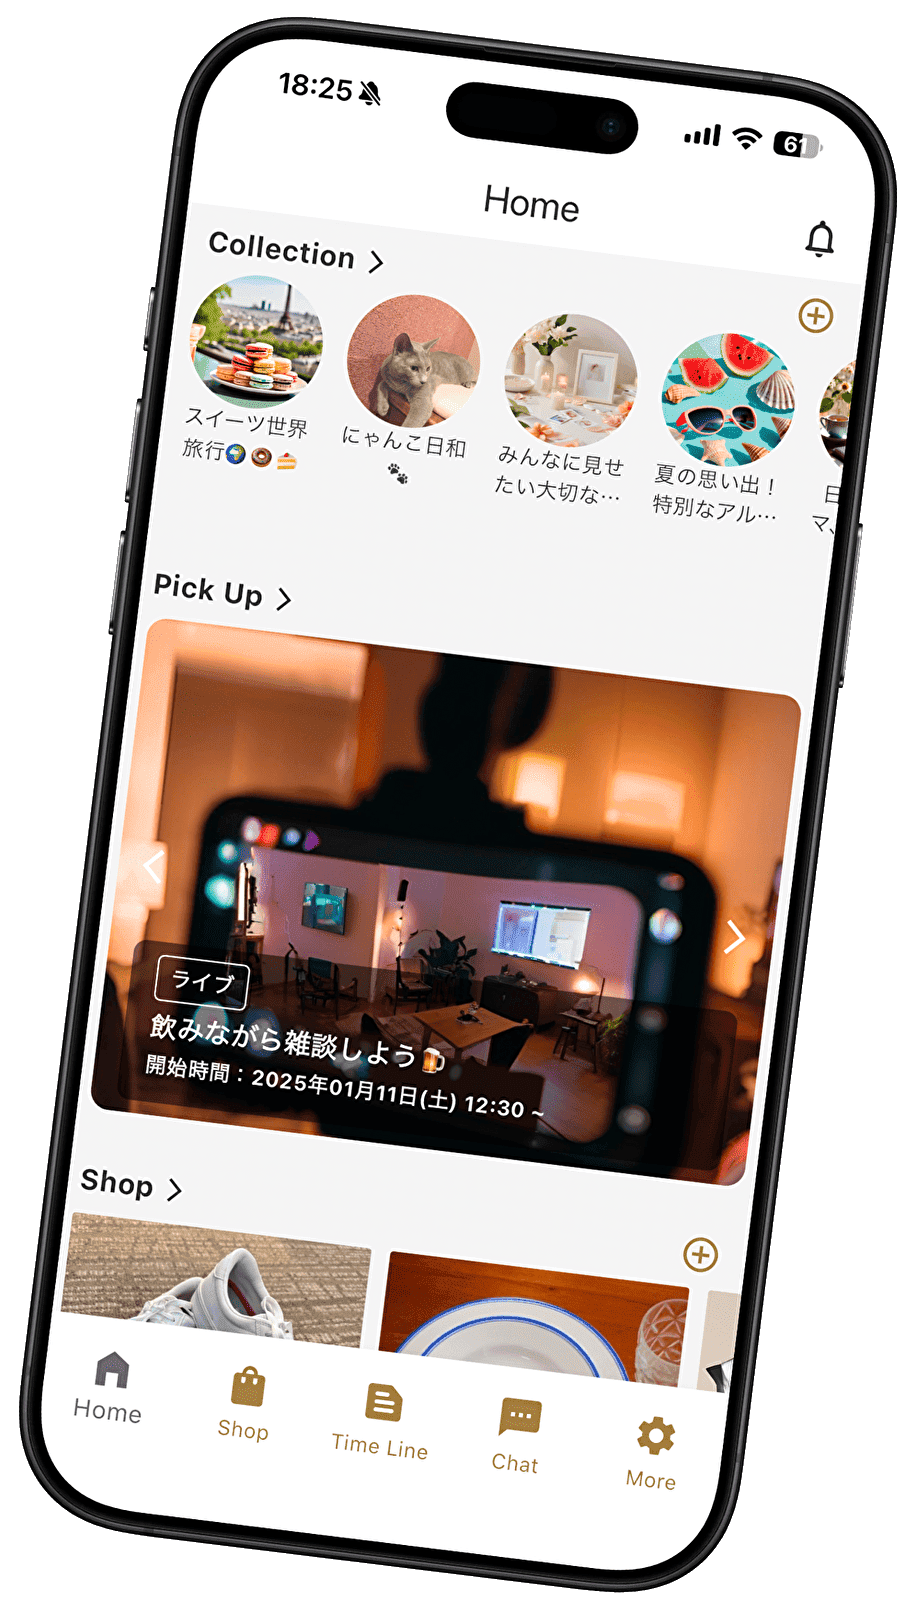 18:25
61
Home
Collection
スイーツ世界
旅行🌍🍩🍰
にゃんこ日和
🐾
みんなに見せ
たい大切な…
夏の思い出！
特別なアル…
日
マ、
Pick Up
ライブ
飲みながら雑談しよう🍺
開始時間：2025年01月11日(土) 12:30 ~
Shop
Home
Shop
Time Line
Chat
More